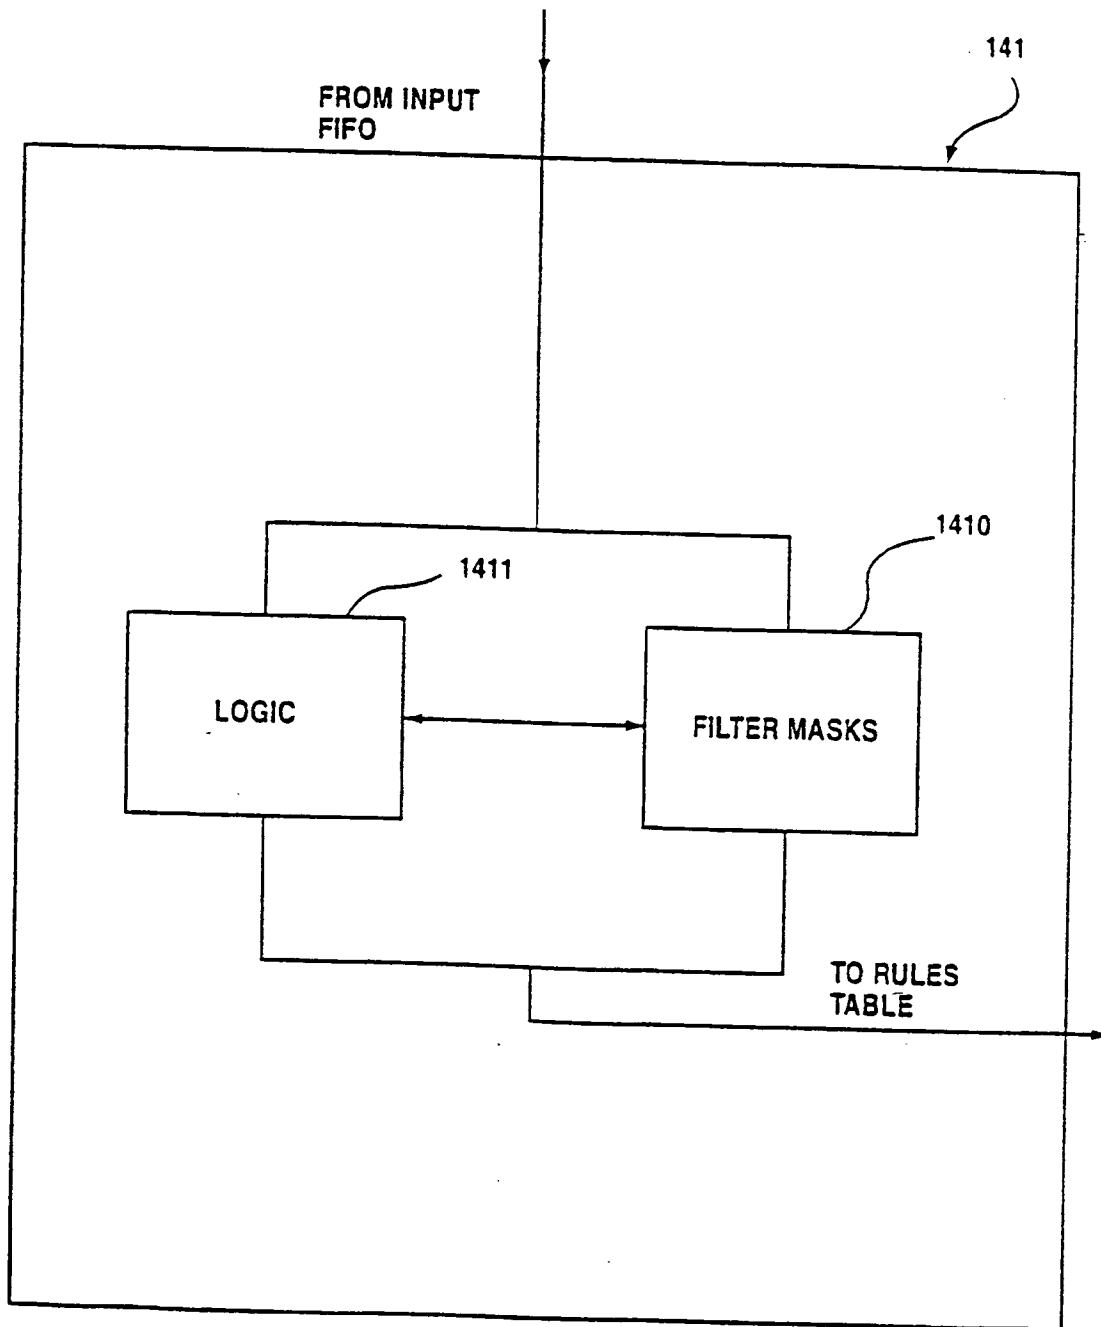 141
FROM INPUT
FIFO
1410
1411
LOGIC
FILTER MASKS
TO RULES
TABLE